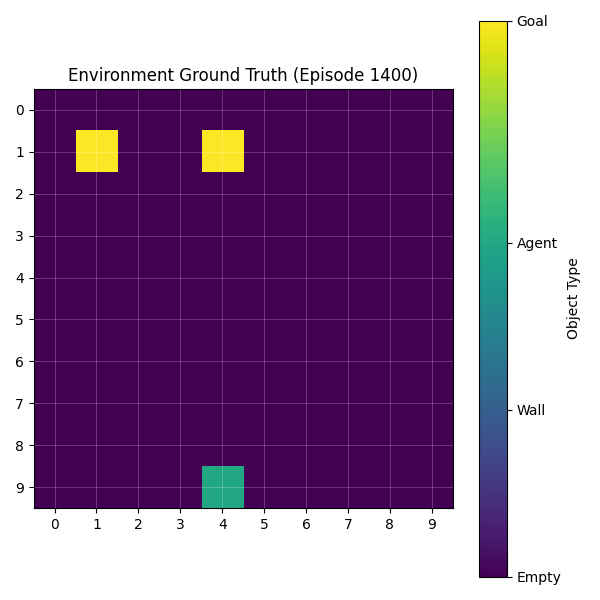 Environment Ground Truth (Episode 1400)
0
1
2
3
4
5
6
7
8
9
0 1 2 3 4 5 6 7 8 9
Goal
Agent
Wall
Empty
Object Type